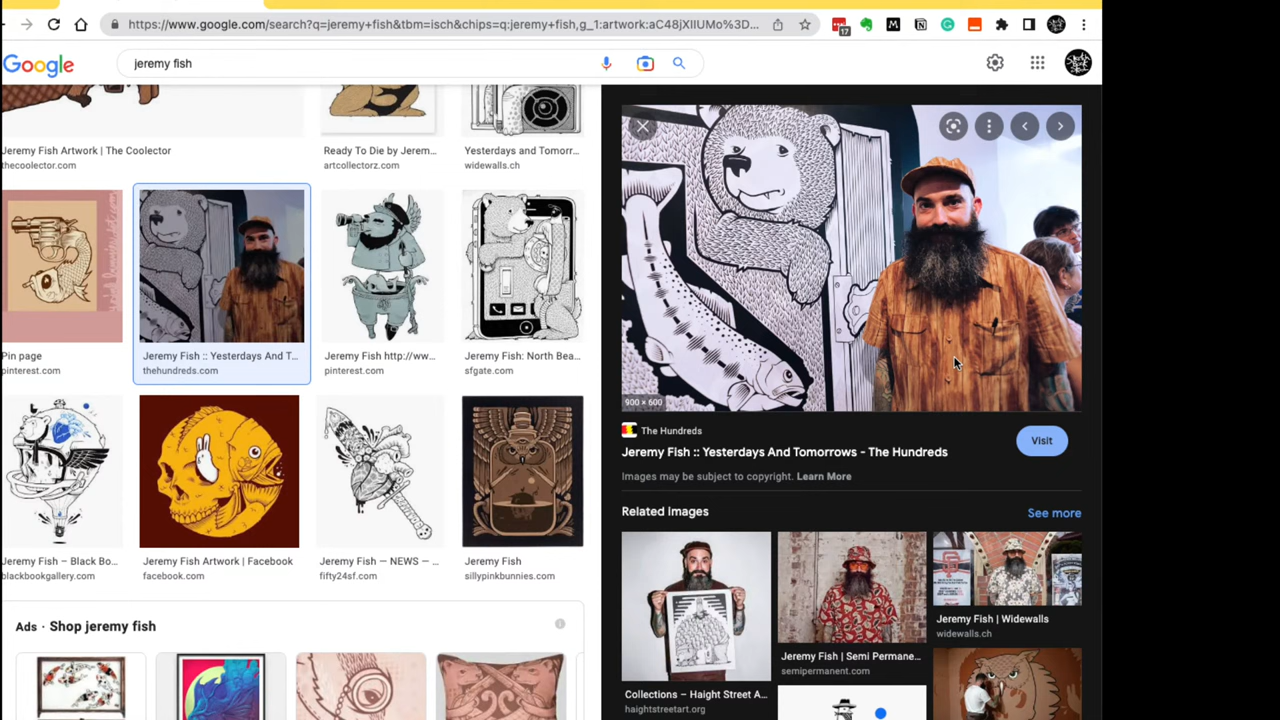 https://www.google.com/search?q=jeremy+fish&tbm=isch&chips=q:jeremy+fish,g_1:artwork:aC48jXIIUMo%3D...
17
M
Google
jeremy fish
Jeremy Fish Artwork | The Coolector
thecoolector.com
Ready To Die by Jerem...
artcollectorz.com
Yesterdays and Tomorr...
widewalls.ch
Pin page
pinterest.com
Jeremy Fish :: Yesterdays And T...
thehundreds.com
Jeremy Fish http://ww...
pinterest.com
Jeremy Fish: North Bea...
sfgate.com
Jeremy Fish – Black Bo...
blackbookgallery.com
Jeremy Fish Artwork | Facebook
facebook.com
Jeremy Fish — NEWS — ...
fifty24sf.com
Jeremy Fish
sillypinkbunnies.com
Ads · Shop jeremy fish
900 × 600
The Hundreds
Visit
Jeremy Fish :: Yesterdays And Tomorrows - The Hundreds
Images may be subject to copyright. Learn More
Related Images
See more
Collections – Haight Street A...
haightstreetart.org
Jeremy Fish | Semi Permane...
semipermanent.com
Jeremy Fish | Widewalls
widewalls.ch